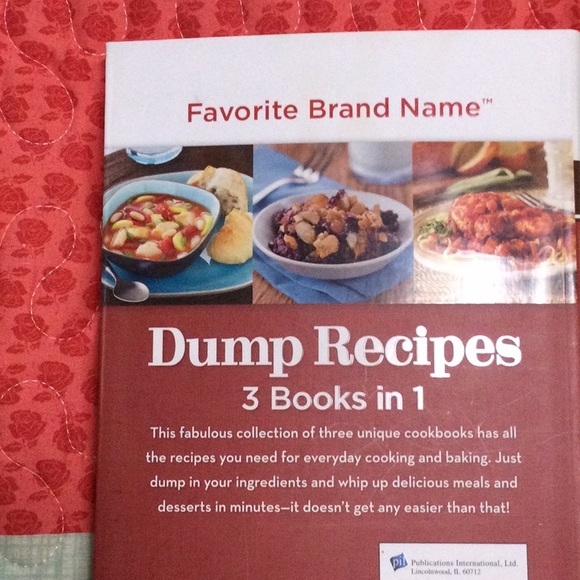 Favorite Brand Name™
Dump Recipes
3 Books in 1
This fabulous collection of three unique cookbooks has all
the recipes you need for everyday cooking and baking. Just
dump in your ingredients and whip up delicious meals and
desserts in minutes—it doesn't get any easier than that!
pil Publications International, Ltd.
Lincolnwood, IL 60712